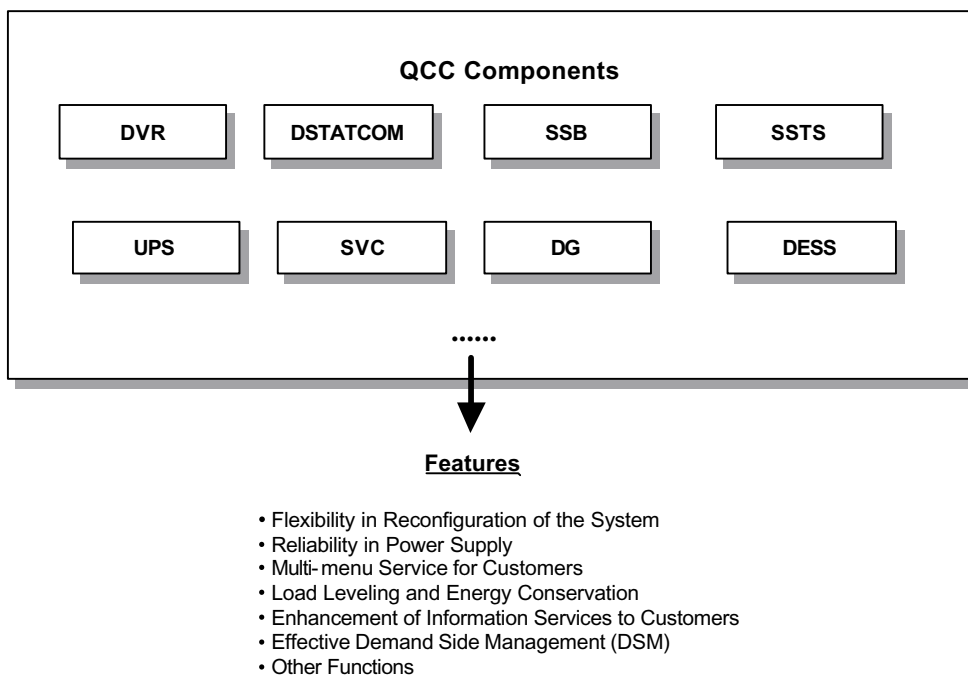 QCC Components
DVR DSTATCOM SSB SSTS
UPS SVC DG DESS
......
Features
• Flexibility in Reconfiguration of the System
• Reliability in Power Supply
• Multi-menu Service for Customers
• Load Leveling and Energy Conservation
• Enhancement of Information Services to Customers
• Effective Demand Side Management (DSM)
• Other Functions